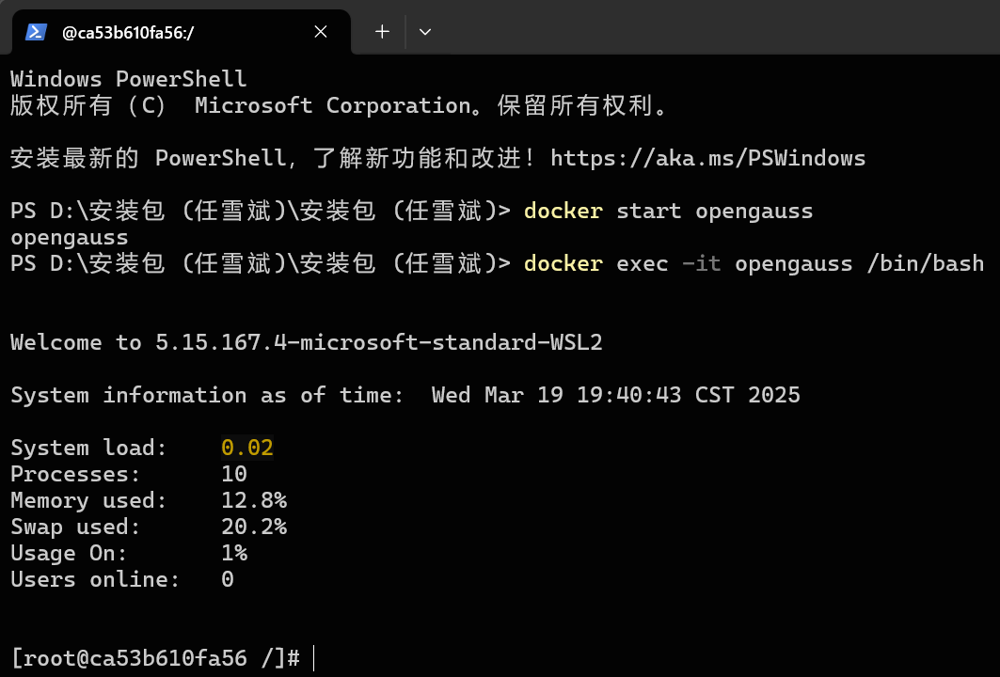 @ca53b610fa56:/
Windows PowerShell
版权所有（C） Microsoft Corporation。保留所有权利。
安装最新的 PowerShell，了解新功能和改进！https://aka.ms/PSWindows
PS D:\安装包（任雪斌)\安装包（任雪斌)> docker start opengauss
opengauss
PS D:\安装包（任雪斌)\安装包（任雪斌)> docker exec -it opengauss /bin/bash
Welcome to 5.15.167.4-microsoft-standard-WSL2
System information as of time:  Wed Mar 19 19:40:43 CST 2025
System load:    0.02
Processes:      10
Memory used:    12.8%
Swap used:      20.2%
Usage On:       1%
Users online:   0
[root@ca53b610fa56 /]#